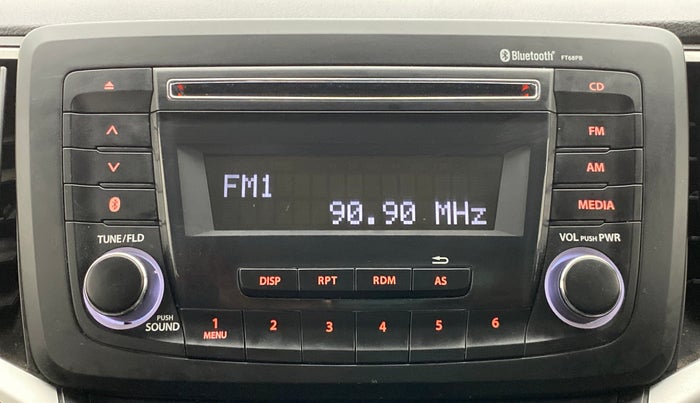 Bluetooth® PT68PB
CD
FM
FM1
90.90 MHz
AM
MEDIA
TUNE/FLD
VOL PUSH PWR
DISP RPT RDM AS
PUSH
SOUND
1 2 3 4 5 6
MENU